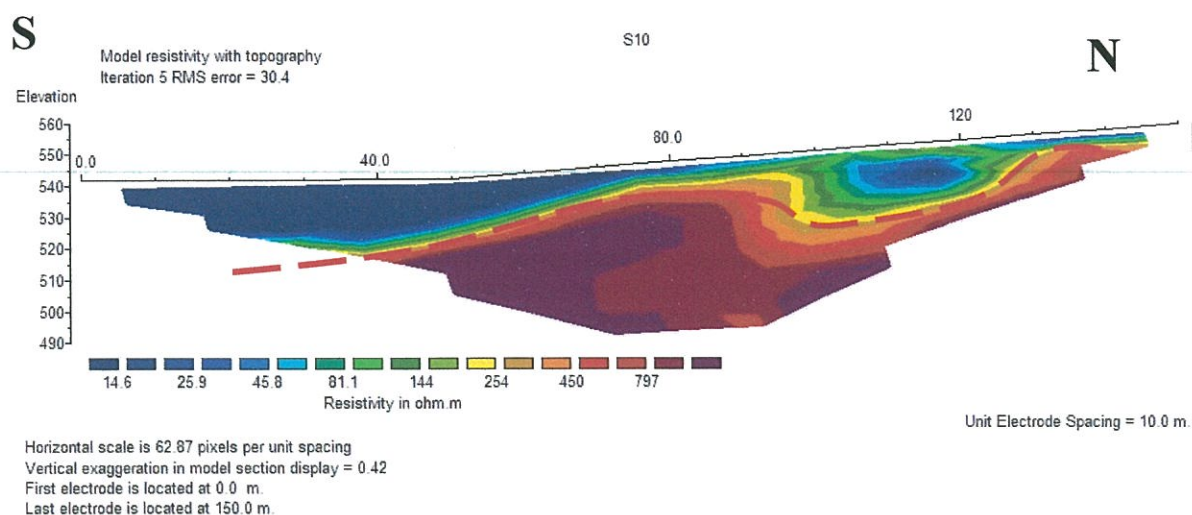 S
S10
N
Model resistivity with topography
Iteration 5 RMS error = 30.4
Elevation
560
550
540
530
520
510
500
490
0.0
40.0
80.0
120
14.6 25.9 45.8 81.1 144 254 450 797
Resistivity in ohm.m
Unit Electrode Spacing = 10.0 m.
Horizontal scale is 62.87 pixels per unit spacing
Vertical exaggeration in model section display = 0.42
First electrode is located at 0.0 m.
Last electrode is located at 150.0 m.